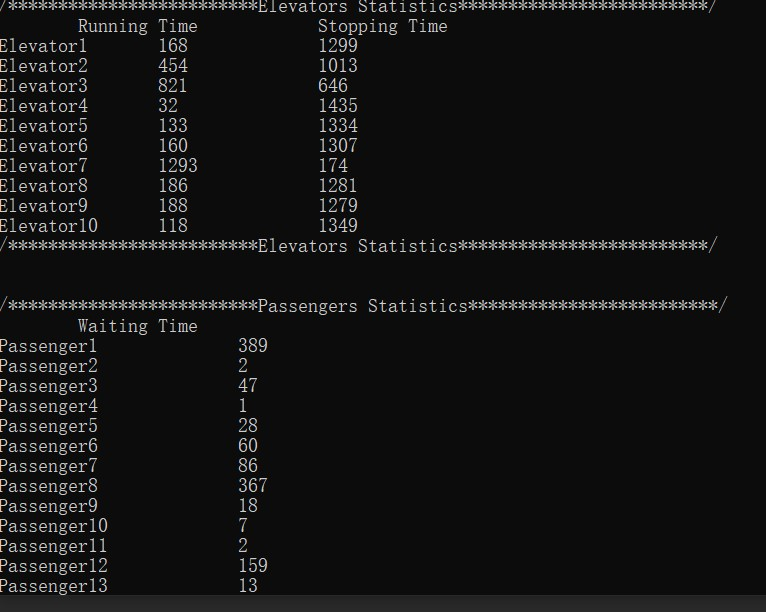 /*************************Elevators Statistics*************************/
Running Time Stopping Time
Elevator1 168 1299
Elevator2 454 1013
Elevator3 821 646
Elevator4 32 1435
Elevator5 133 1334
Elevator6 160 1307
Elevator7 1293 174
Elevator8 186 1281
Elevator9 188 1279
Elevator10 118 1349
/*************************Elevators Statistics*************************/
/*************************Passengers Statistics*************************/
Waiting Time
Passenger1 389
Passenger2 2
Passenger3 47
Passenger4 1
Passenger5 28
Passenger6 60
Passenger7 86
Passenger8 367
Passenger9 18
Passenger10 7
Passenger11 2
Passenger12 159
Passenger13 13